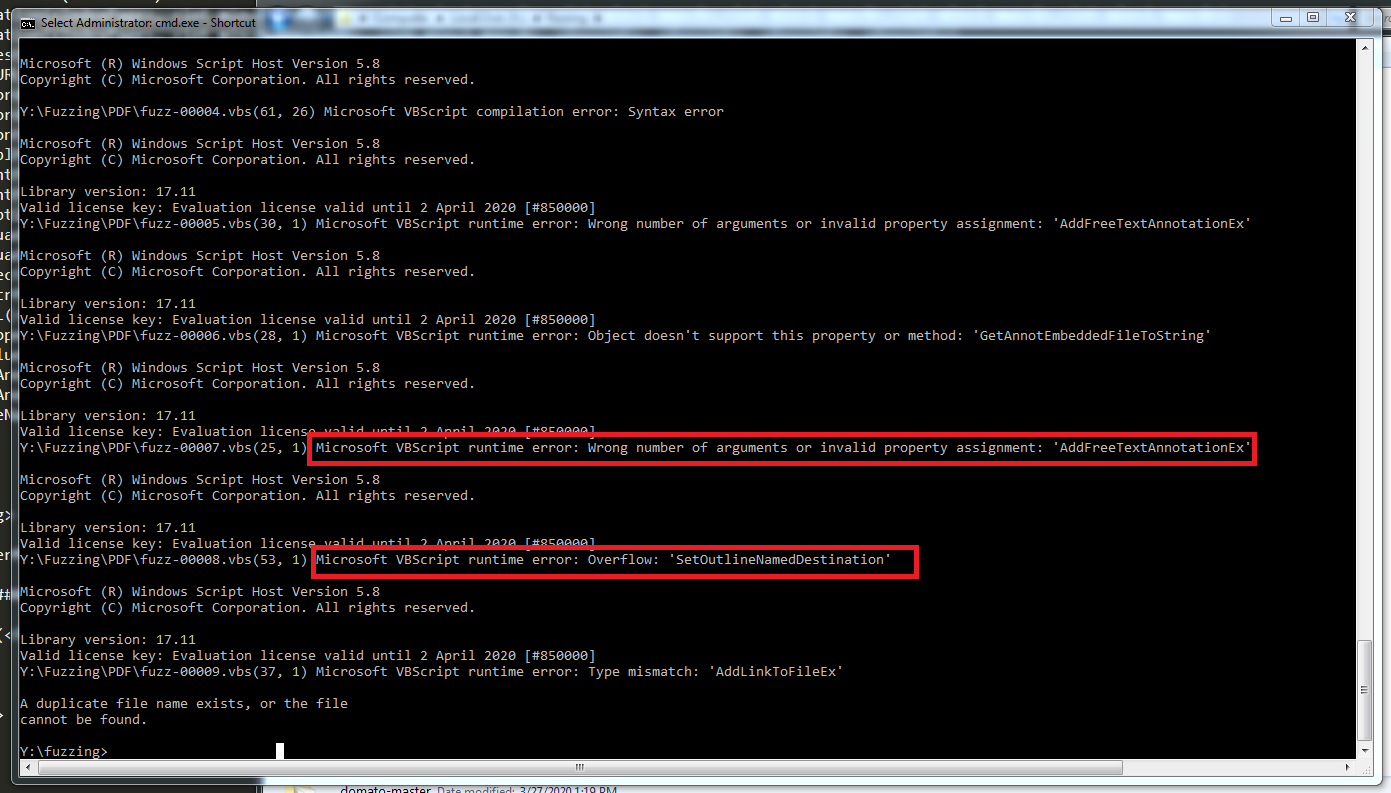 Select Administrator: cmd.exe - Shortcut
Microsoft (R) Windows Script Host Version 5.8
Copyright (C) Microsoft Corporation. All rights reserved.
Y:\Fuzzing\PDF\fuzz-00004.vbs(61, 26) Microsoft VBScript compilation error: Syntax error
Microsoft (R) Windows Script Host Version 5.8
Copyright (C) Microsoft Corporation. All rights reserved.
Library version: 17.11
Valid license key: Evaluation license valid until 2 April 2020 [#850000]
Y:\Fuzzing\PDF\fuzz-00005.vbs(30, 1) Microsoft VBScript runtime error: Wrong number of arguments or invalid property assignment: 'AddFreeTextAnnotationEx'
Microsoft (R) Windows Script Host Version 5.8
Copyright (C) Microsoft Corporation. All rights reserved.
Library version: 17.11
Valid license key: Evaluation license valid until 2 April 2020 [#850000]
Y:\Fuzzing\PDF\fuzz-00006.vbs(28, 1) Microsoft VBScript runtime error: Object doesn't support this property or method: 'GetAnnotEmbeddedFileToString'
Microsoft (R) Windows Script Host Version 5.8
Copyright (C) Microsoft Corporation. All rights reserved.
Library version: 17.11
Valid license key: Evaluation license valid until 2 April 2020 [#850000]
Y:\Fuzzing\PDF\fuzz-00007.vbs(25, 1) Microsoft VBScript runtime error: Wrong number of arguments or invalid property assignment: 'AddFreeTextAnnotationEx'
Microsoft (R) Windows Script Host Version 5.8
Copyright (C) Microsoft Corporation. All rights reserved.
Library version: 17.11
Valid license key: Evaluation license valid until 2 April 2020 [#850000]
Y:\Fuzzing\PDF\fuzz-00008.vbs(53, 1) Microsoft VBScript runtime error: Overflow: 'SetOutlineNamedDestination'
Microsoft (R) Windows Script Host Version 5.8
Copyright (C) Microsoft Corporation. All rights reserved.
Library version: 17.11
Valid license key: Evaluation license valid until 2 April 2020 [#850000]
Y:\Fuzzing\PDF\fuzz-00009.vbs(37, 1) Microsoft VBScript runtime error: Type mismatch: 'AddLinkToFileEx'
A duplicate file name exists, or the file
cannot be found.
Y:\fuzzing>
domato-master Date modified: 3/27/2020 1:19 PM